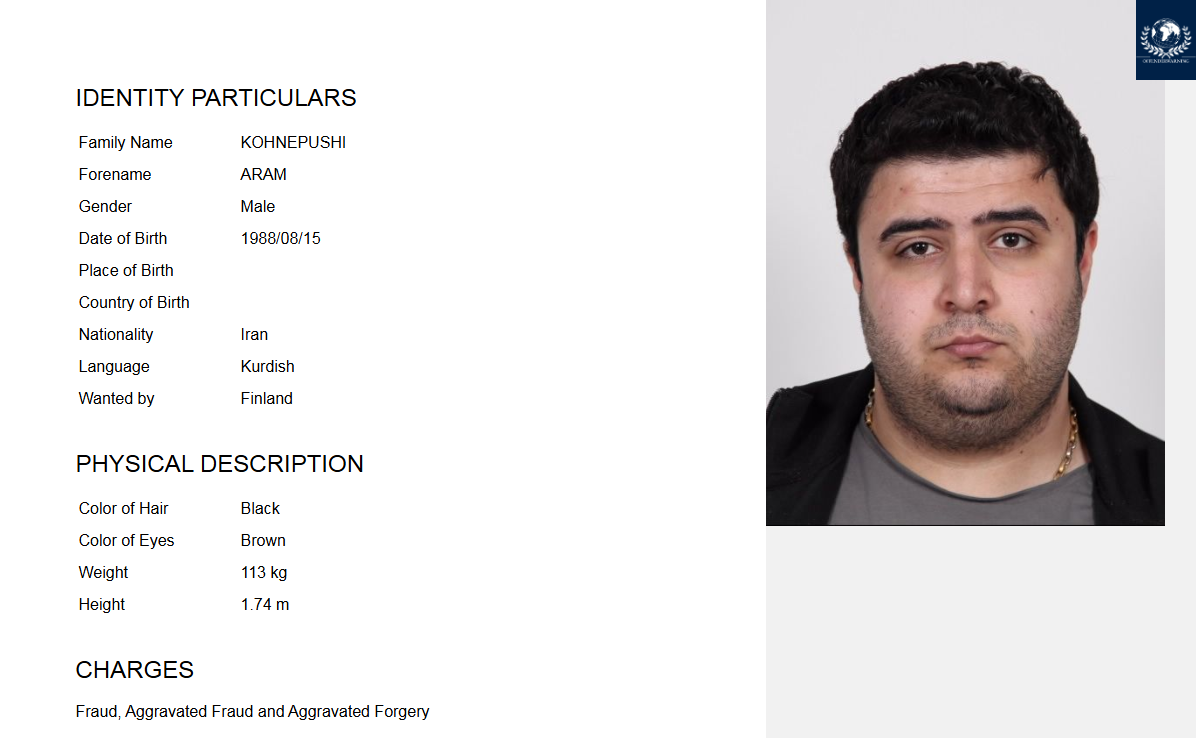 OFFENDERWARNING
IDENTITY PARTICULARS
Family Name KOHNEPUSHI
Forename ARAM
Gender Male
Date of Birth 1988/08/15
Place of Birth
Country of Birth
Nationality Iran
Language Kurdish
Wanted by Finland
PHYSICAL DESCRIPTION
Color of Hair Black
Color of Eyes Brown
Weight 113 kg
Height 1.74 m
CHARGES
Fraud, Aggravated Fraud and Aggravated Forgery